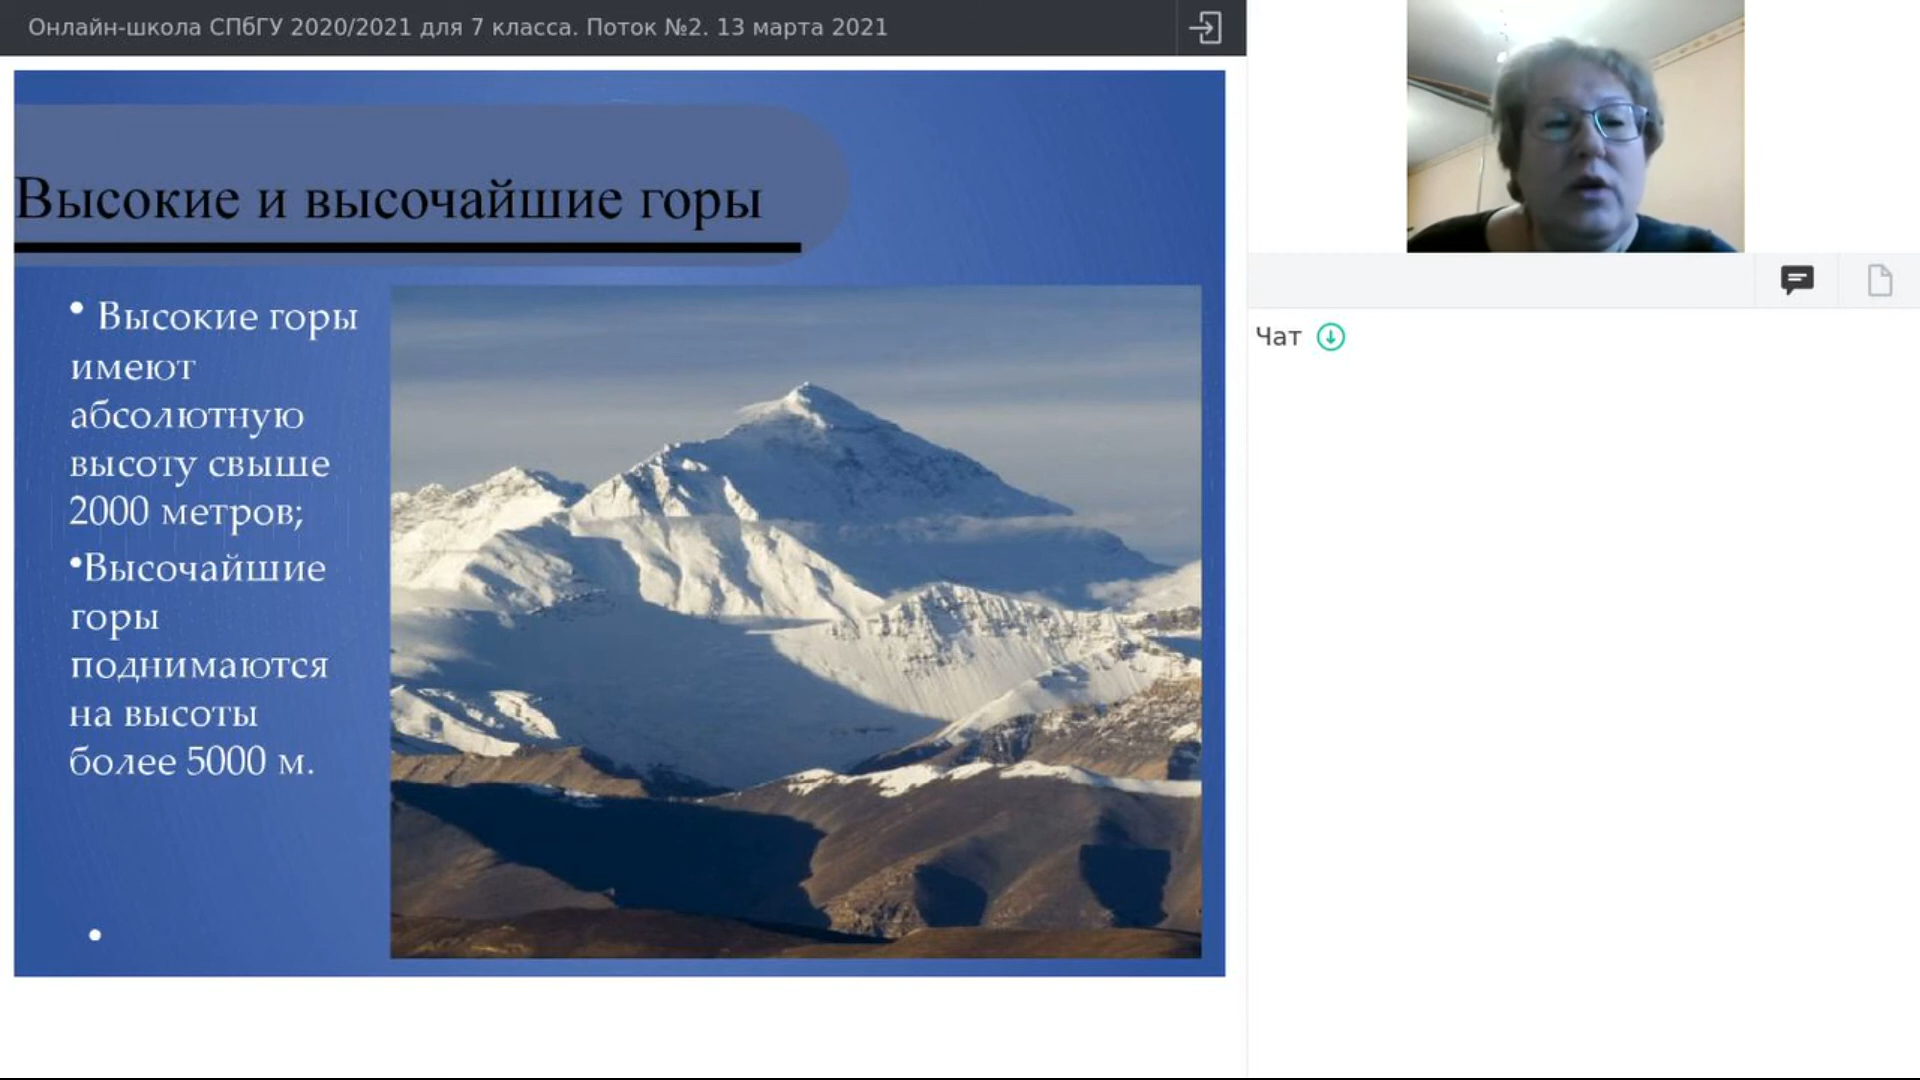 Онлайн-школа СПбГУ 2020/2021 для 7 класса. Поток №2. 13 марта 2021
Высокие и высочайшие горы
• Высокие горы
имеют
абсолютную
высоту свыше
2000 метров;
•Высочайшие
горы
поднимаются
на высоты
более 5000 м.
•
Чат